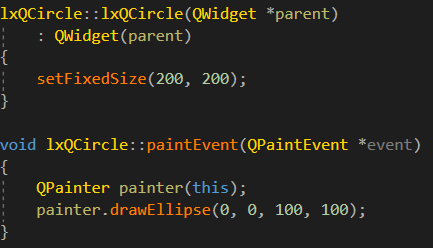 lxQCircle::lxQCircle(QWidget *parent)
    : QWidget(parent)
{
    setFixedSize(200, 200);
}

void lxQCircle::paintEvent(QPaintEvent *event)
{
    QPainter painter(this);
    painter.drawEllipse(0, 0, 100, 100);
}